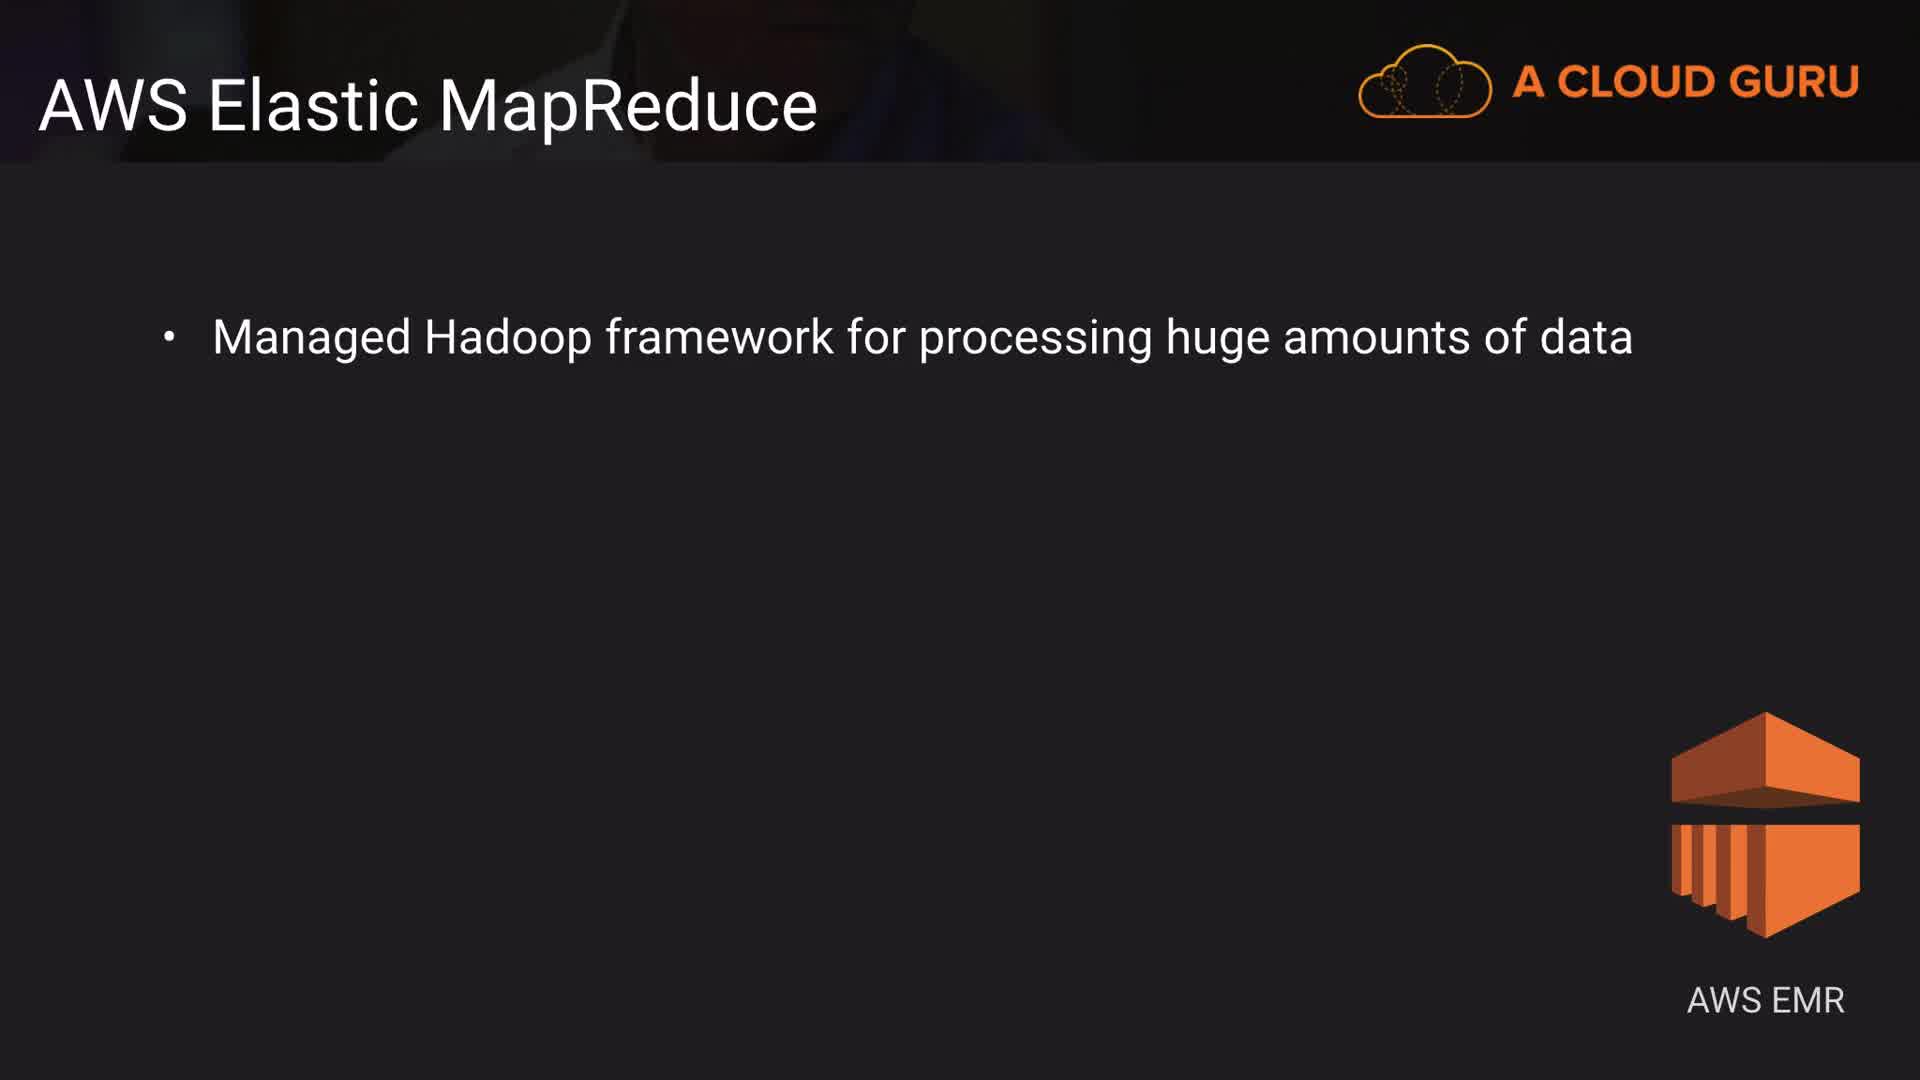 AWS Elastic MapReduce
A CLOUD GURU
• Managed Hadoop framework for processing huge amounts of data
AWS EMR